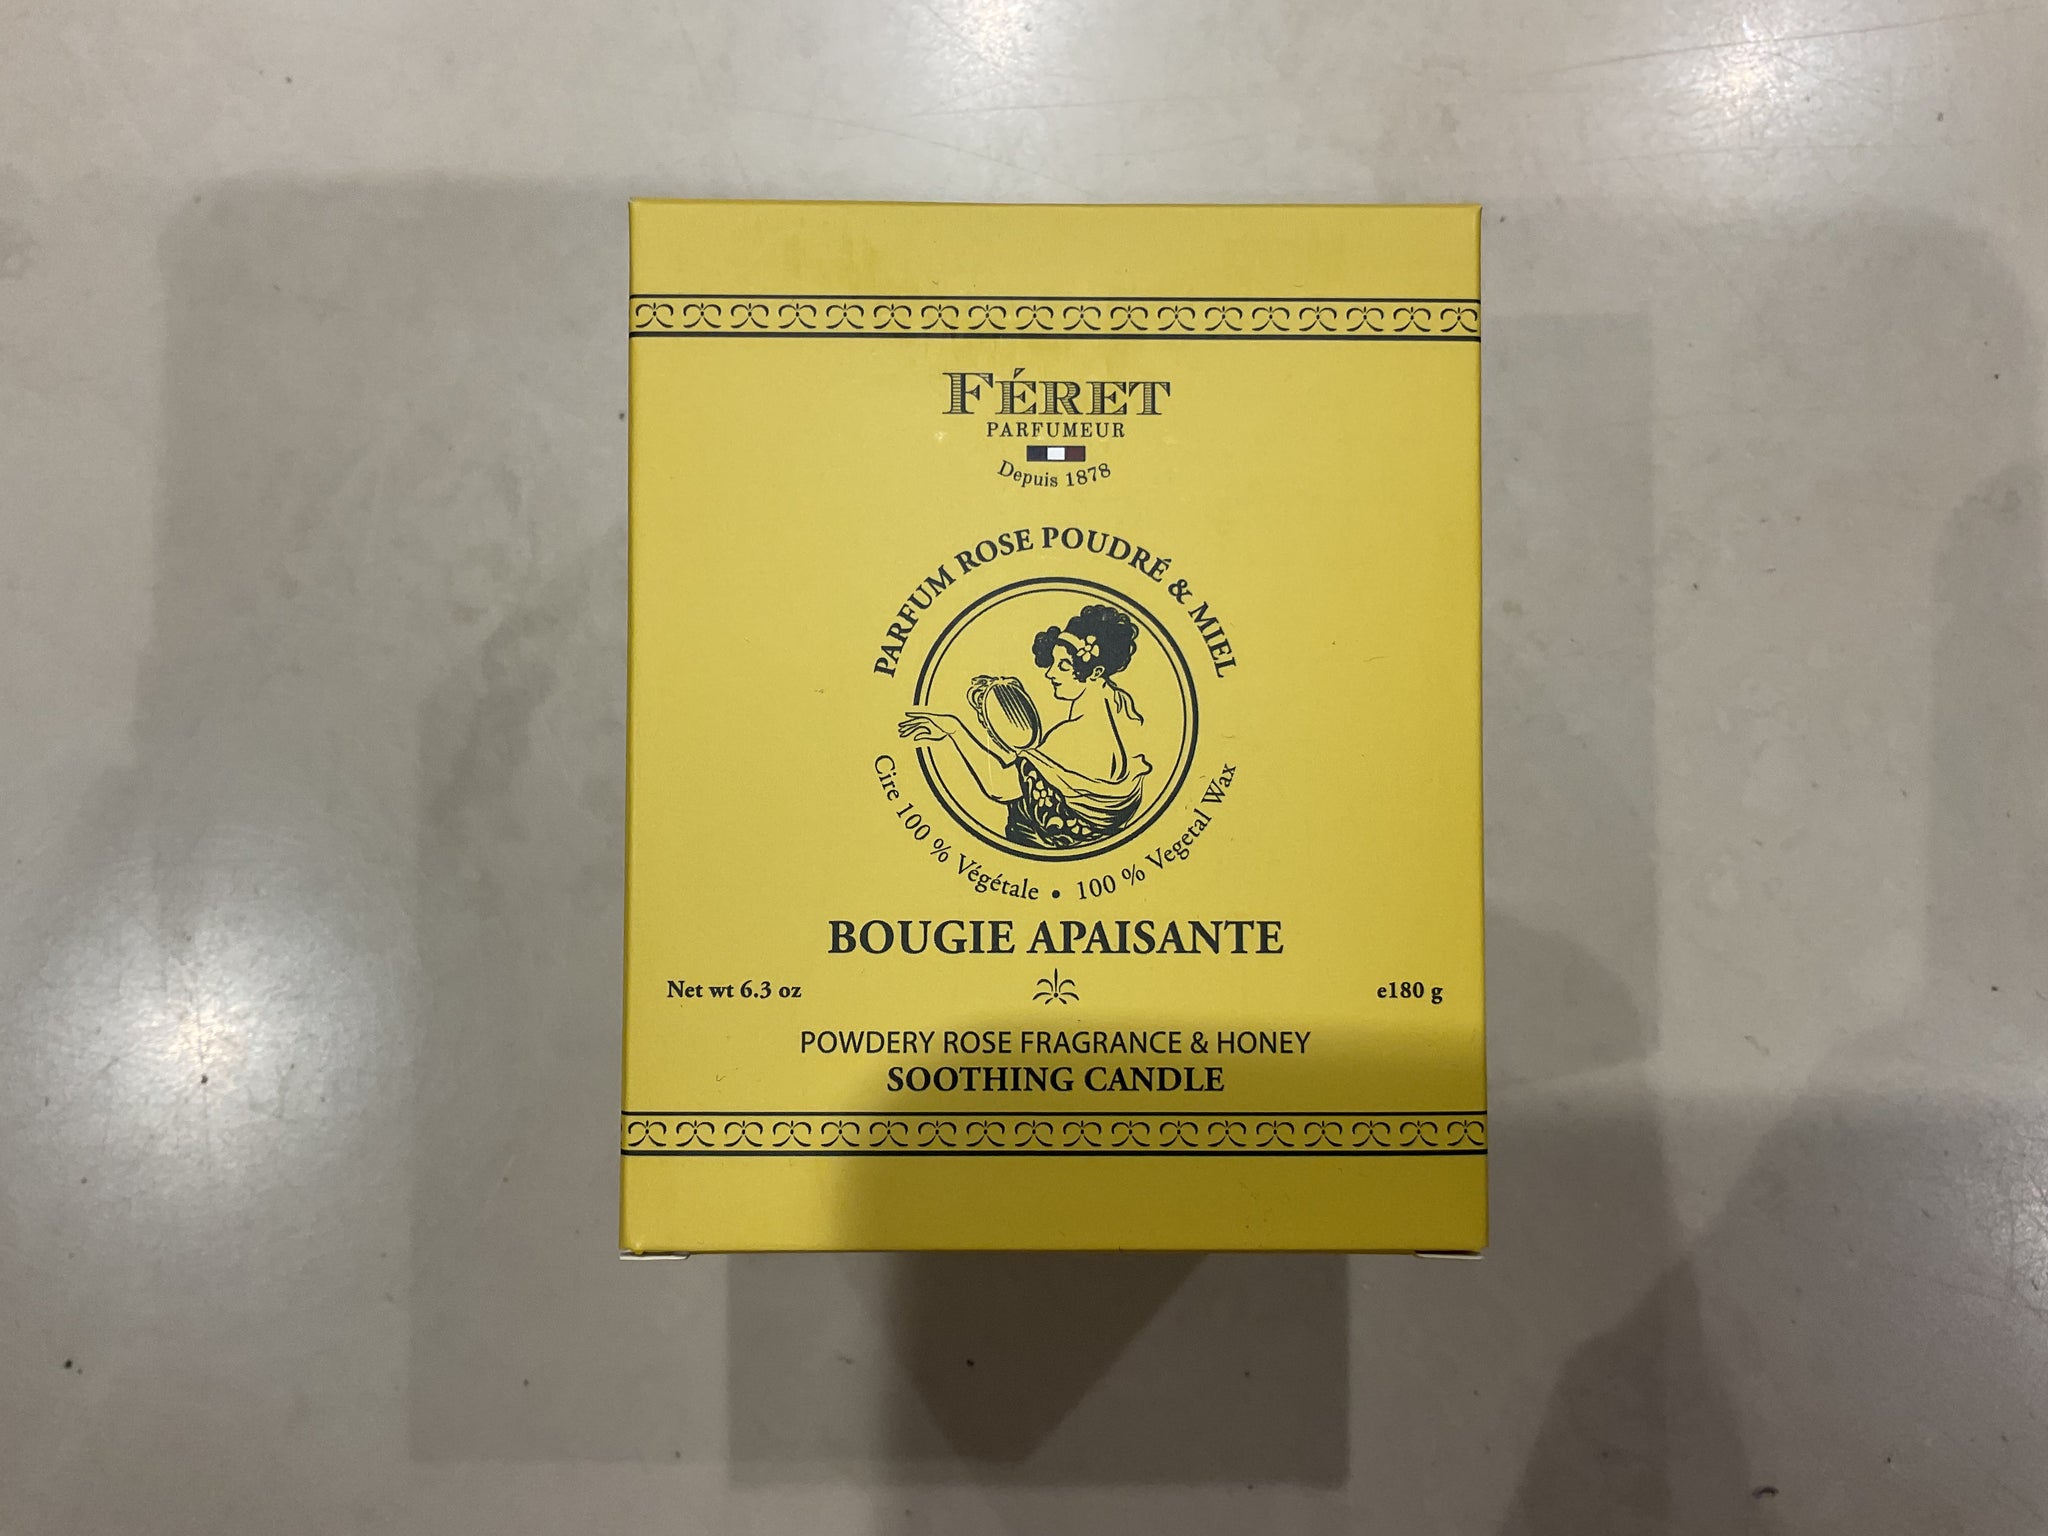 FÉRET
PARFUMEUR
Depuis 1878
PARFUM ROSE POUDRÉ & MIEL
Cire 100 % Végétale • 100 % Vegetal Wax
BOUGIE APAISANTE
Net wt 6.3 oz
e180 g
POWDERY ROSE FRAGRANCE & HONEY
SOOTHING CANDLE